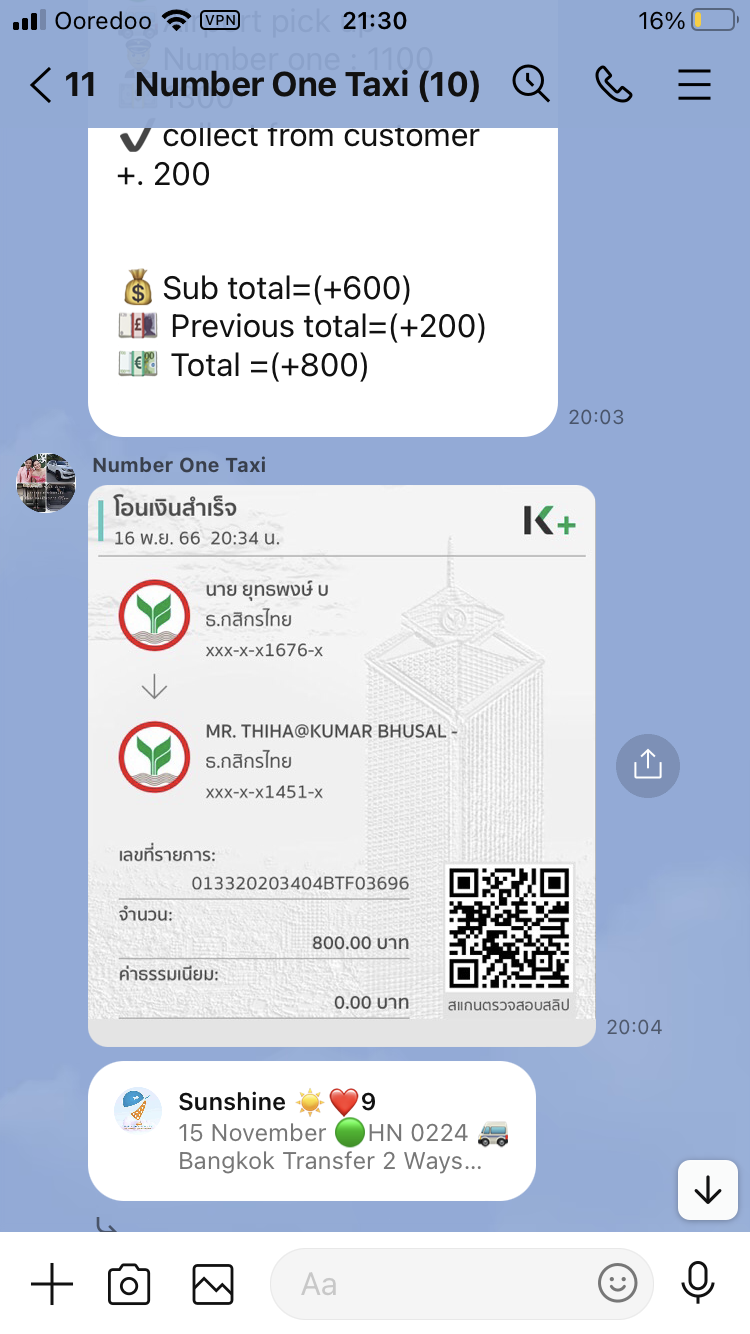 Ooredoo VPN 21:30 16%
Airport pick up
Number one : 1100
1300
11 Number One Taxi (10)
✔️ collect from customer
+. 200
💰 Sub total=(+600)
💷 Previous total=(+200)
💶 Total =(+800)
20:03
Number One Taxi
โอนเงินสำเร็จ
16 พ.ย. 66 20:34 น.
K+
นาย ยุทธพงษ์ บ
ธ.กสิกรไทย
xxx-x-x1676-x
MR. THIHA@KUMAR BHUSAL -
ธ.กสิกรไทย
xxx-x-x1451-x
เลขที่รายการ:
013320203404BTF03696
จำนวน:
800.00 บาท
ค่าธรรมเนียม:
0.00 บาท
สแกนตรวจสอบสลิป
20:04
Sunshine ☀️❤️9
15 November 🟢HN 0224 🚐
Bangkok Transfer 2 Ways...
Aa